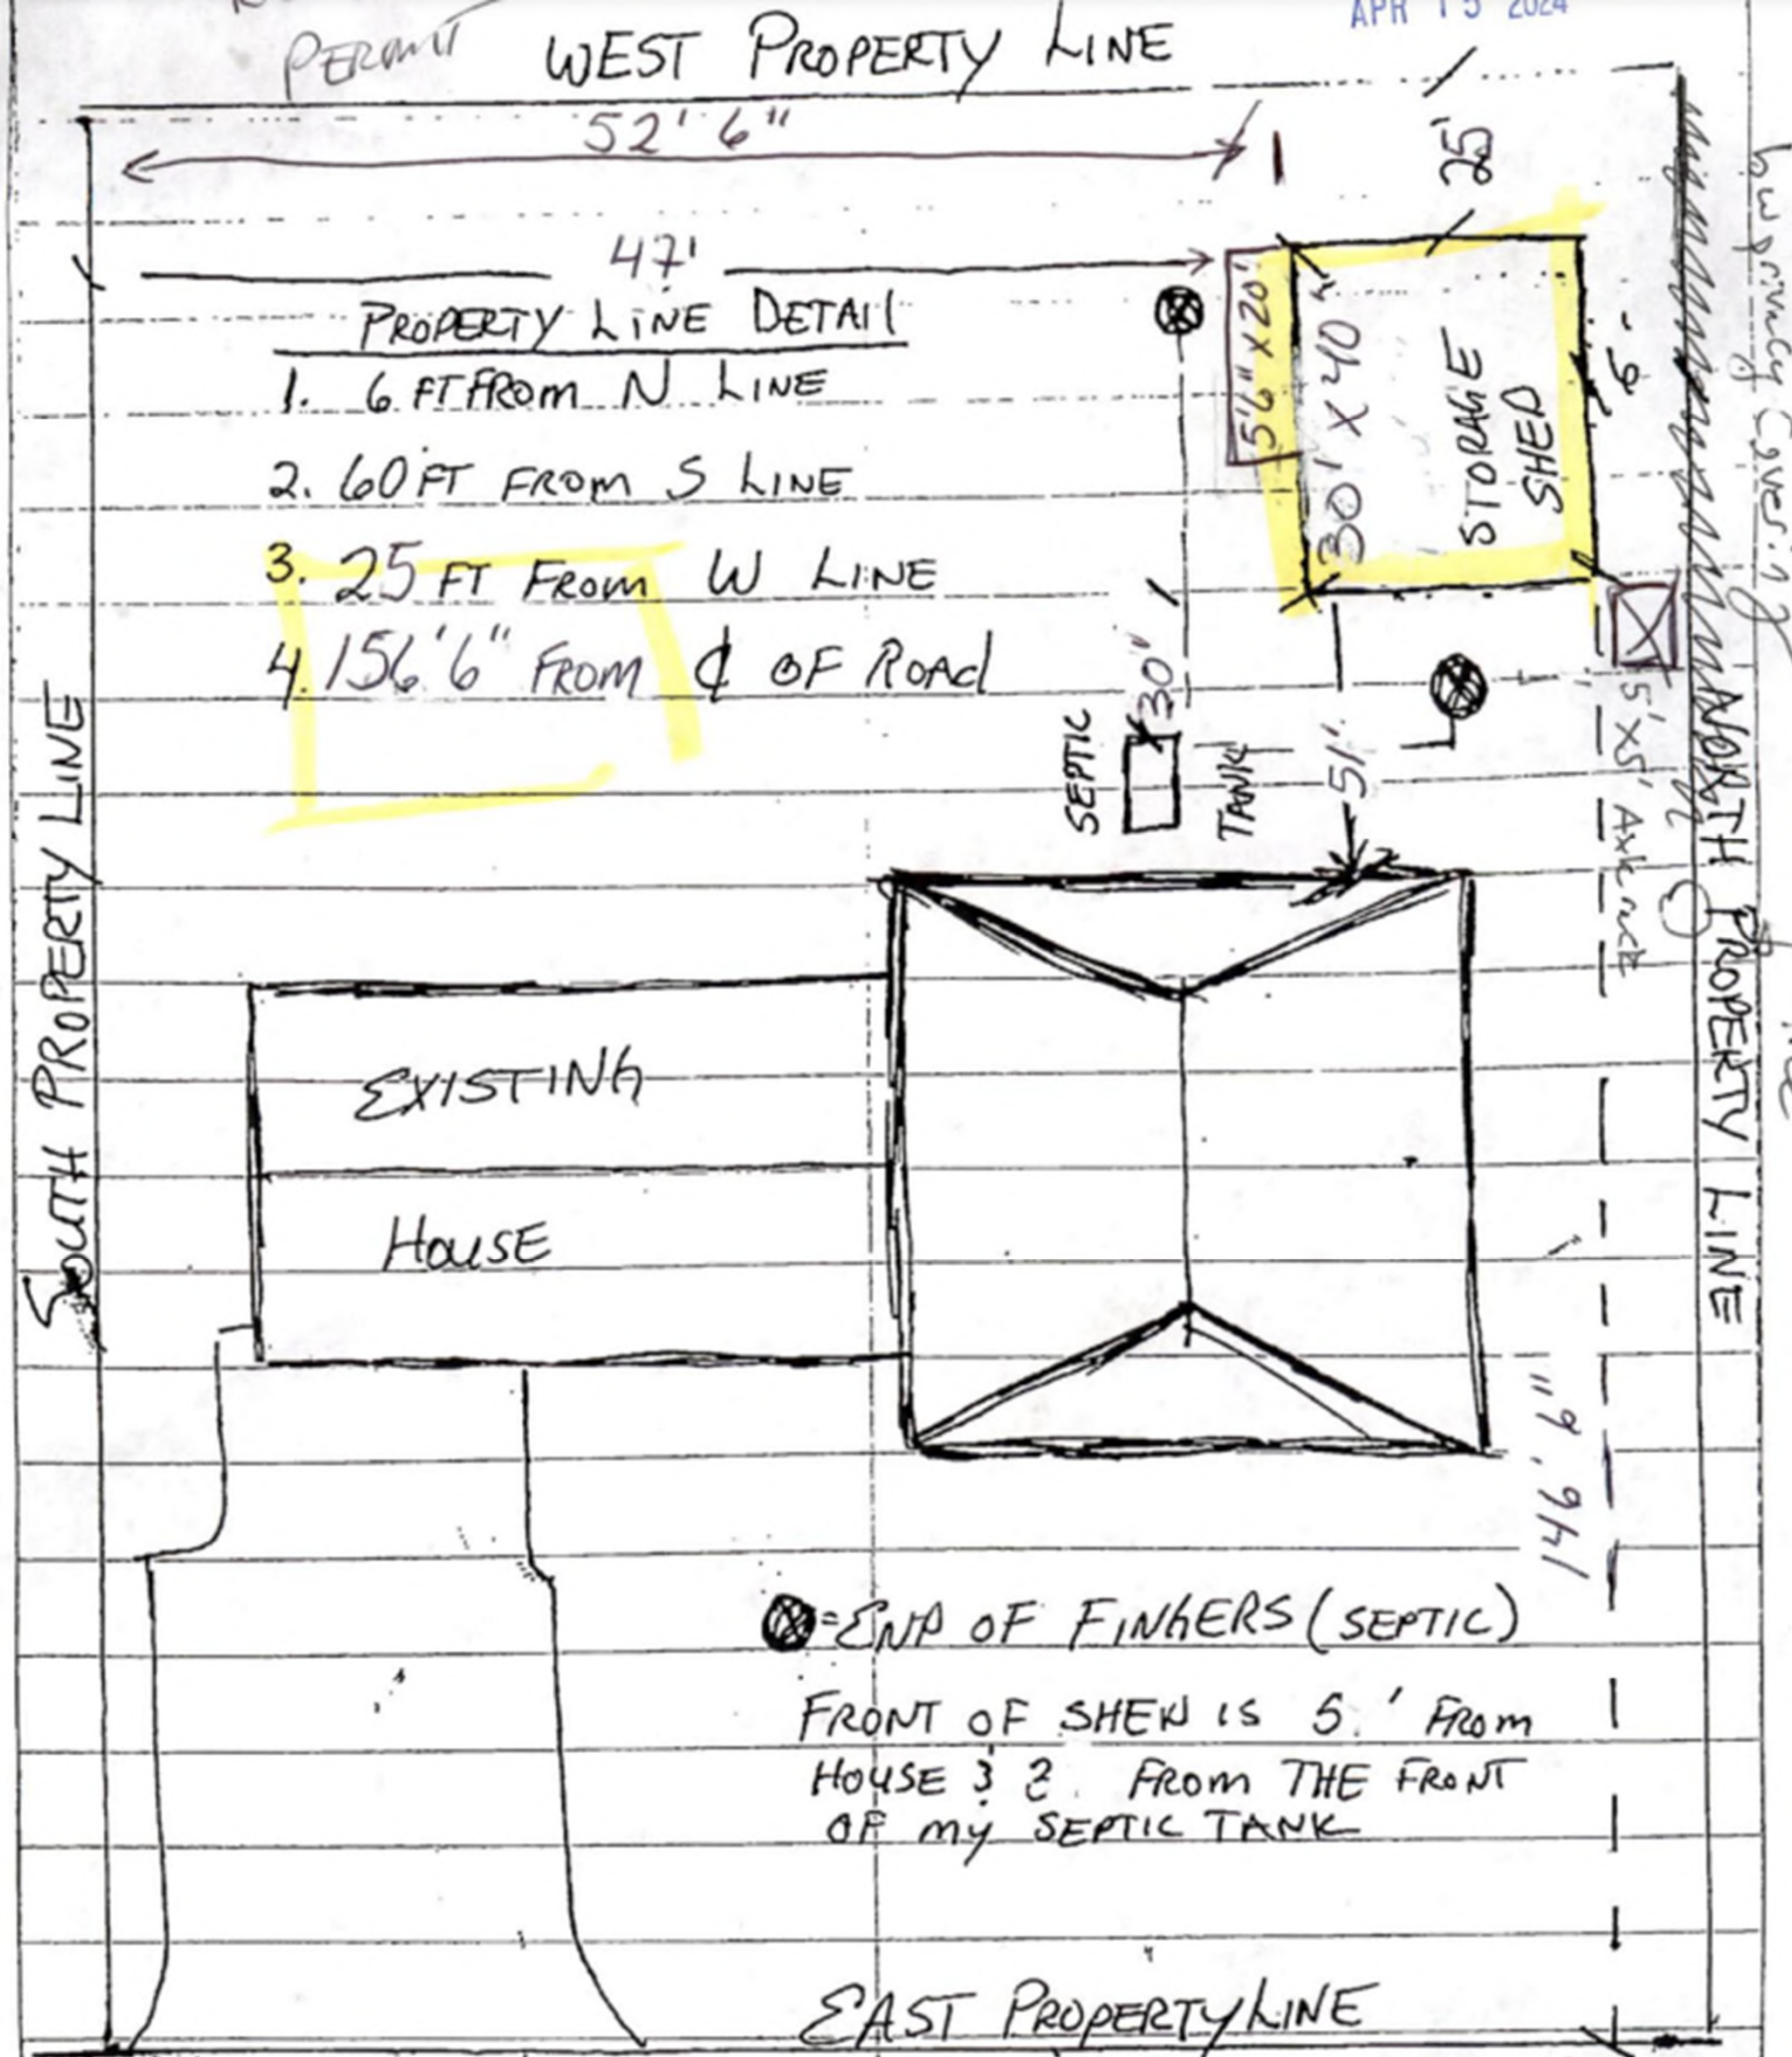 PERMIT
WEST PROPERTY LINE
APR 15 2024
52' 6"
25'
47'
5'6" X 20'
30' X 40'
STORAGE
SHED
6'
PROPERTY LINE DETAIL
1. 6 FT FROM N LINE
2. 60 FT FROM S LINE
3. 25 FT FROM W LINE
4. 156'6" FROM ℄ OF ROAD
privacy Covering
SEPTIC
TANK
51'
5' X 5'
SOUTH PROPERTY LINE
NORTH PROPERTY LINE
EXISTING
HOUSE
146' 6"
= END OF FINGERS (SEPTIC)
FRONT OF SHED IS 5 ' FROM
HOUSE & 2 FROM THE FRONT
OF my SEPTIC TANK
EAST PROPERTY LINE